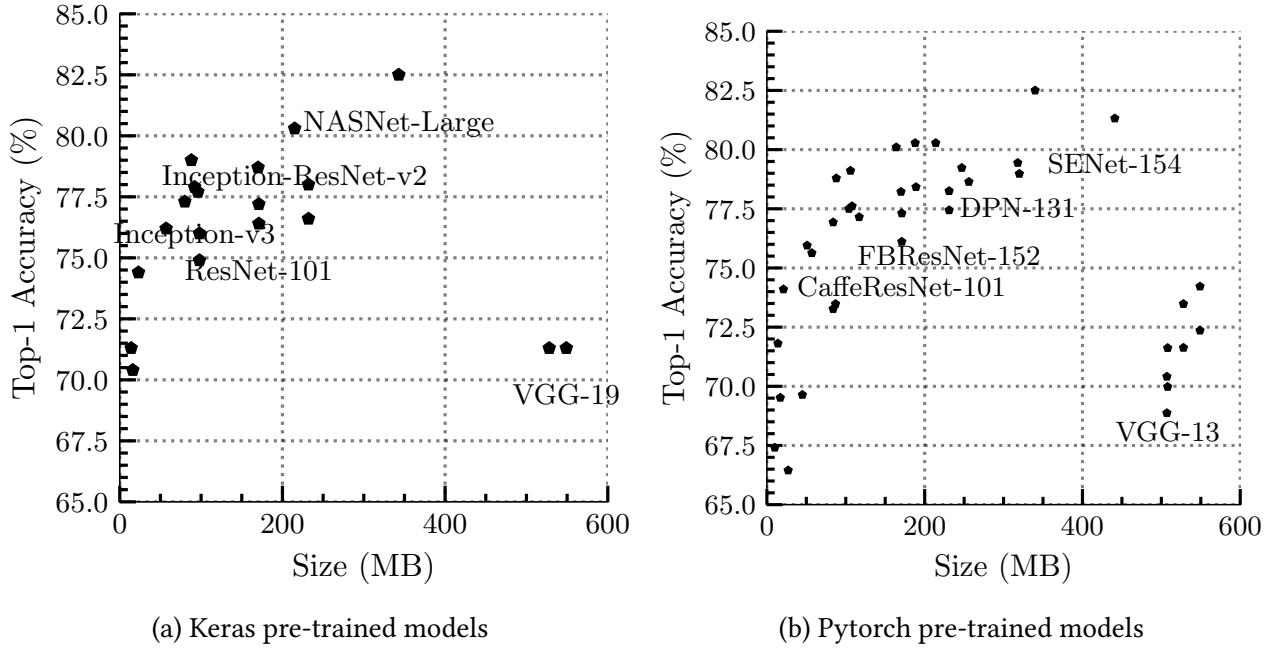 85.0
82.5
80.0
77.5
75.0
72.5
70.0
67.5
65.0
Top-1 Accuracy (%)
NASNet-Large
Inception-ResNet-v2
Inception-v3
ResNet-101
VGG-19
0
200
400
600
Size (MB)
(a) Keras pre-trained models
85.0
82.5
80.0
77.5
75.0
72.5
70.0
67.5
65.0
Top-1 Accuracy (%)
SENet-154
DPN-131
FBResNet-152
CaffeResNet-101
VGG-13
0
200
400
600
Size (MB)
(b) Pytorch pre-trained models